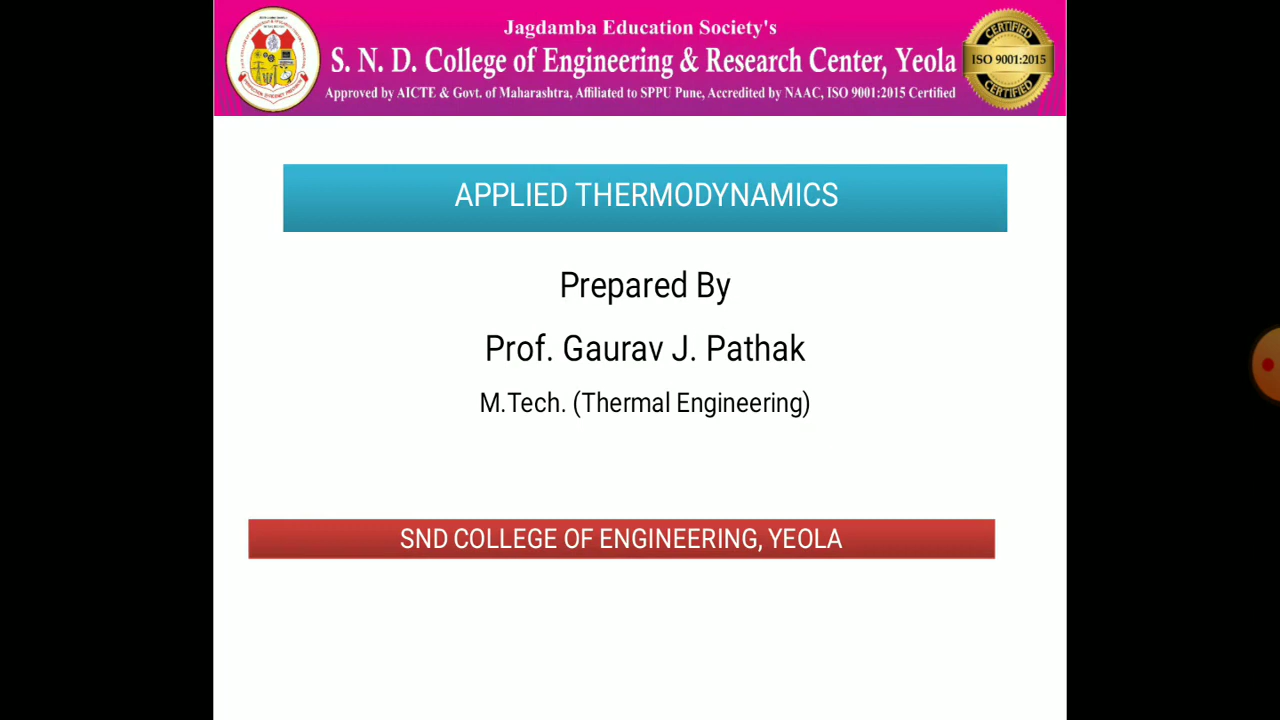 Jagdamba Education Society's
S. N. D. College of Engineering & Research Center, Yeola
Approved by AICTE & Govt. of Maharashtra, Affiliated to SPPU Pune, Accredited by NAAC, ISO 9001:2015 Certified
CERTIFIED
ISO 9001:2015
CERTIFIED
APPLIED THERMODYNAMICS
Prepared By
Prof. Gaurav J. Pathak
M.Tech. (Thermal Engineering)
SND COLLEGE OF ENGINEERING, YEOLA